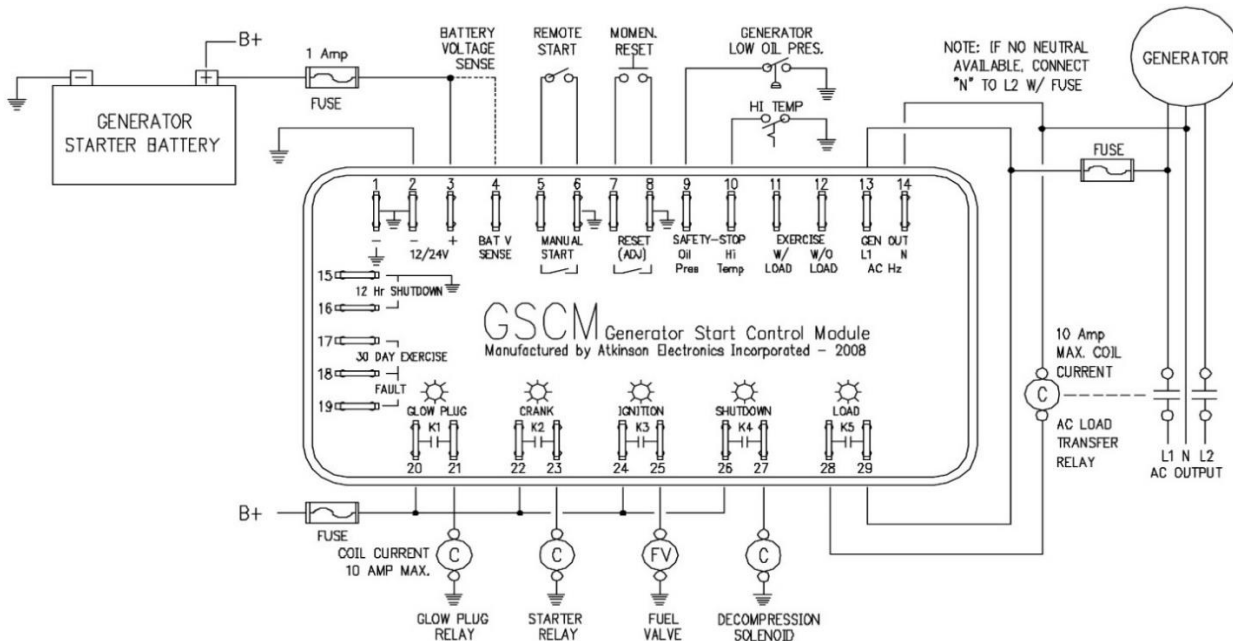 B+
1 Amp
FUSE
BATTERY
VOLTAGE
SENSE
REMOTE
START
MOMEN.
RESET
GENERATOR
LOW OIL PRES.
HI TEMP
NOTE: IF NO NEUTRAL
AVAILABLE, CONNECT
"N" TO L2 W/ FUSE
GENERATOR
FUSE
- +
GENERATOR
STARTER BATTERY
1 2 3 4 5 6 7 8 9 10 11 12 13 14
- - +
12/24V
BAT V
SENSE
MANUAL
START
RESET
(ADJ)
SAFETY-STOP
Oil
Pres
Hi
Temp
EXERCISE
W/
LOAD
W/O
LOAD
GEN OUT
L1 N
AC Hz
15
12 Hr SHUTDOWN
16
17
30 DAY EXERCISE
18
FAULT
19
GSCM Generator Start Control Module
Manufactured by Atkinson Electronics Incorporated - 2008
GLOW PLUG
K1
CRANK
K2
IGNITION
K3
SHUTDOWN
K4
LOAD
K5
20 21 22 23 24 25 26 27 28 29
10 Amp
MAX. COIL
CURRENT
C
AC LOAD
TRANSFER
RELAY
L1 N L2
AC OUTPUT
B+
FUSE
COIL CURRENT
10 AMP MAX.
C
GLOW PLUG
RELAY
C
STARTER
RELAY
FV
FUEL
VALVE
C
DECOMPRESSION
SOLENOID